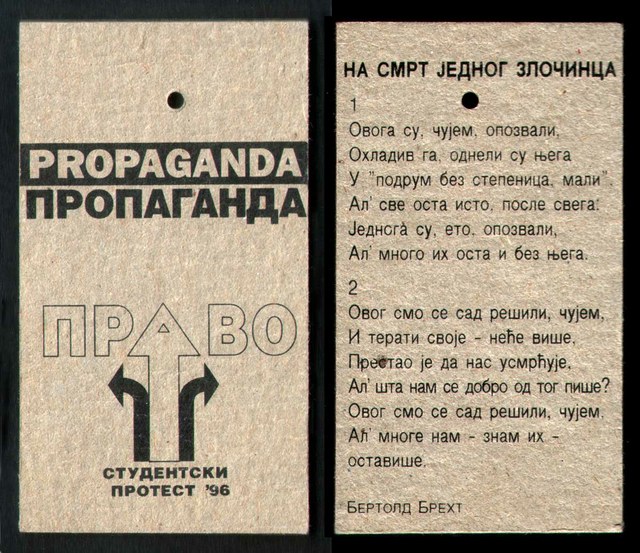 PROPAGANDA
ПРОПАГАНДА
ПРАВО
СТУДЕНТСКИ
ПРОТЕСТ '96
НА СМРТ ЈЕДНОГ ЗЛОЧИНЦА
1
Овога су, чујем, опозвали,
Охладив'га, однели су њега
У "подрум без степеница, мали".
Ал' све оста исто, после свега:
Једнога су, ето, опозвали,
Ал' много их оста и без њега.
2
Овог смо се сад решили, чујем,
И терати своје - неће више,
Престао је да нас усмрћује,
Ал' шта нам се добро од тог пише?
Овог смо се сад решили, чујем,
Ађ' многе нам - знам их -
оставише.
БЕРТОЛД БРЕХТ